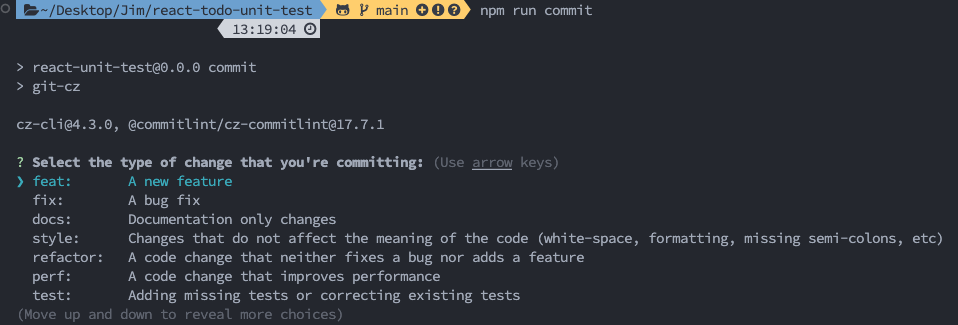 ~/Desktop/Jim/react-todo-unit-test main npm run commit
13:19:04
> react-unit-test@0.0.0 commit
> git-cz
cz-cli@4.3.0, @commitlint/cz-commitlint@17.7.1
? Select the type of change that you're committing: (Use arrow keys)
❯ feat: A new feature
fix: A bug fix
docs: Documentation only changes
style: Changes that do not affect the meaning of the code (white-space, formatting, missing semi-colons, etc)
refactor: A code change that neither fixes a bug nor adds a feature
perf: A code change that improves performance
test: Adding missing tests or correcting existing tests
(Move up and down to reveal more choices)